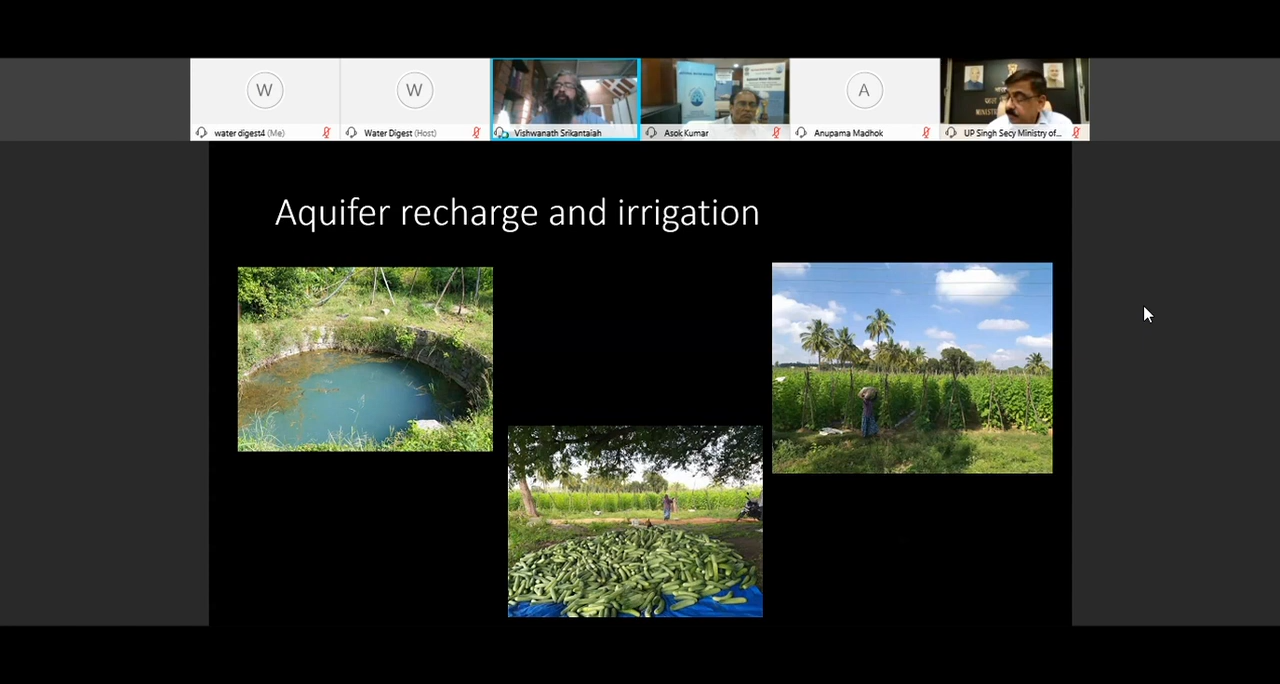 W
water digest4 (Me)
W
Water Digest (Host)
Vishwanath Srikantaiah
Asok Kumar
A
Anupama Madhok
UP Singh Secy Ministry of...
Aquifer recharge and irrigation